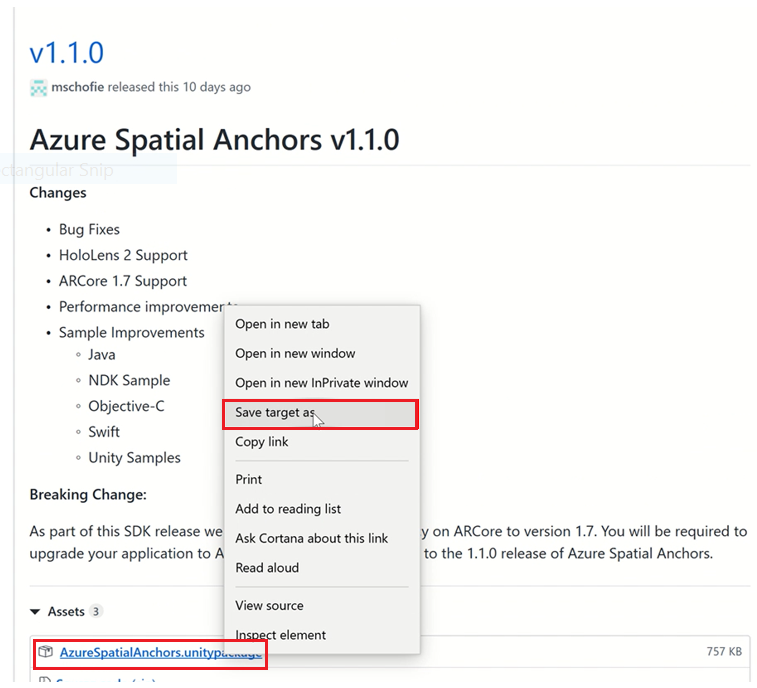 v1.1.0
mschofie released this 10 days ago
Azure Spatial Anchors v1.1.0
ctangular Snip
Changes
• Bug Fixes
• HoloLens 2 Support
• ARCore 1.7 Support
• Performance improvements
• Sample Improvements
◦ Java
◦ NDK Sample
◦ Objective-C
◦ Swift
◦ Unity Samples
Breaking Change:
As part of this SDK release we
y on ARCore to version 1.7. You will be required to
upgrade your application to A
to the 1.1.0 release of Azure Spatial Anchors.
Open in new tab
Open in new window
Open in new InPrivate window
Save target as
Copy link
Print
Add to reading list
Ask Cortana about this link
Read aloud
View source
Inspect element
Assets 3
AzureSpatialAnchors.unitypackage
757 KB